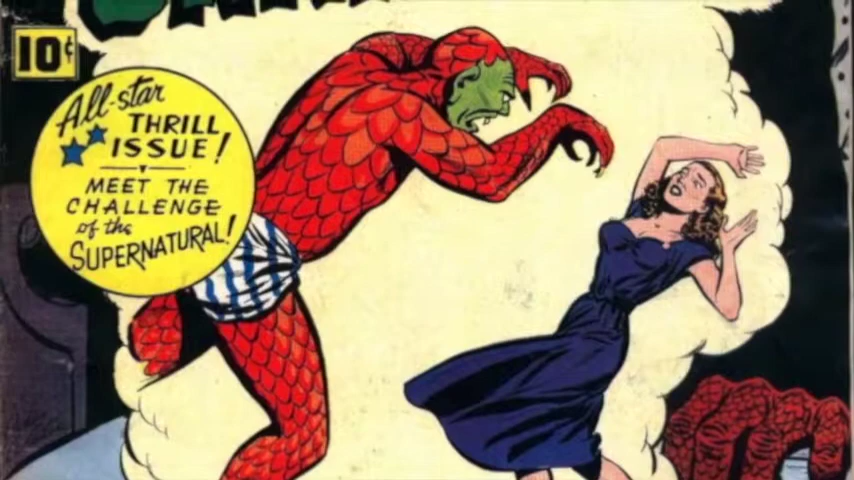 10¢
All-star
THRILL
ISSUE!
MEET THE
CHALLENGE
of the
SUPERNATURAL!